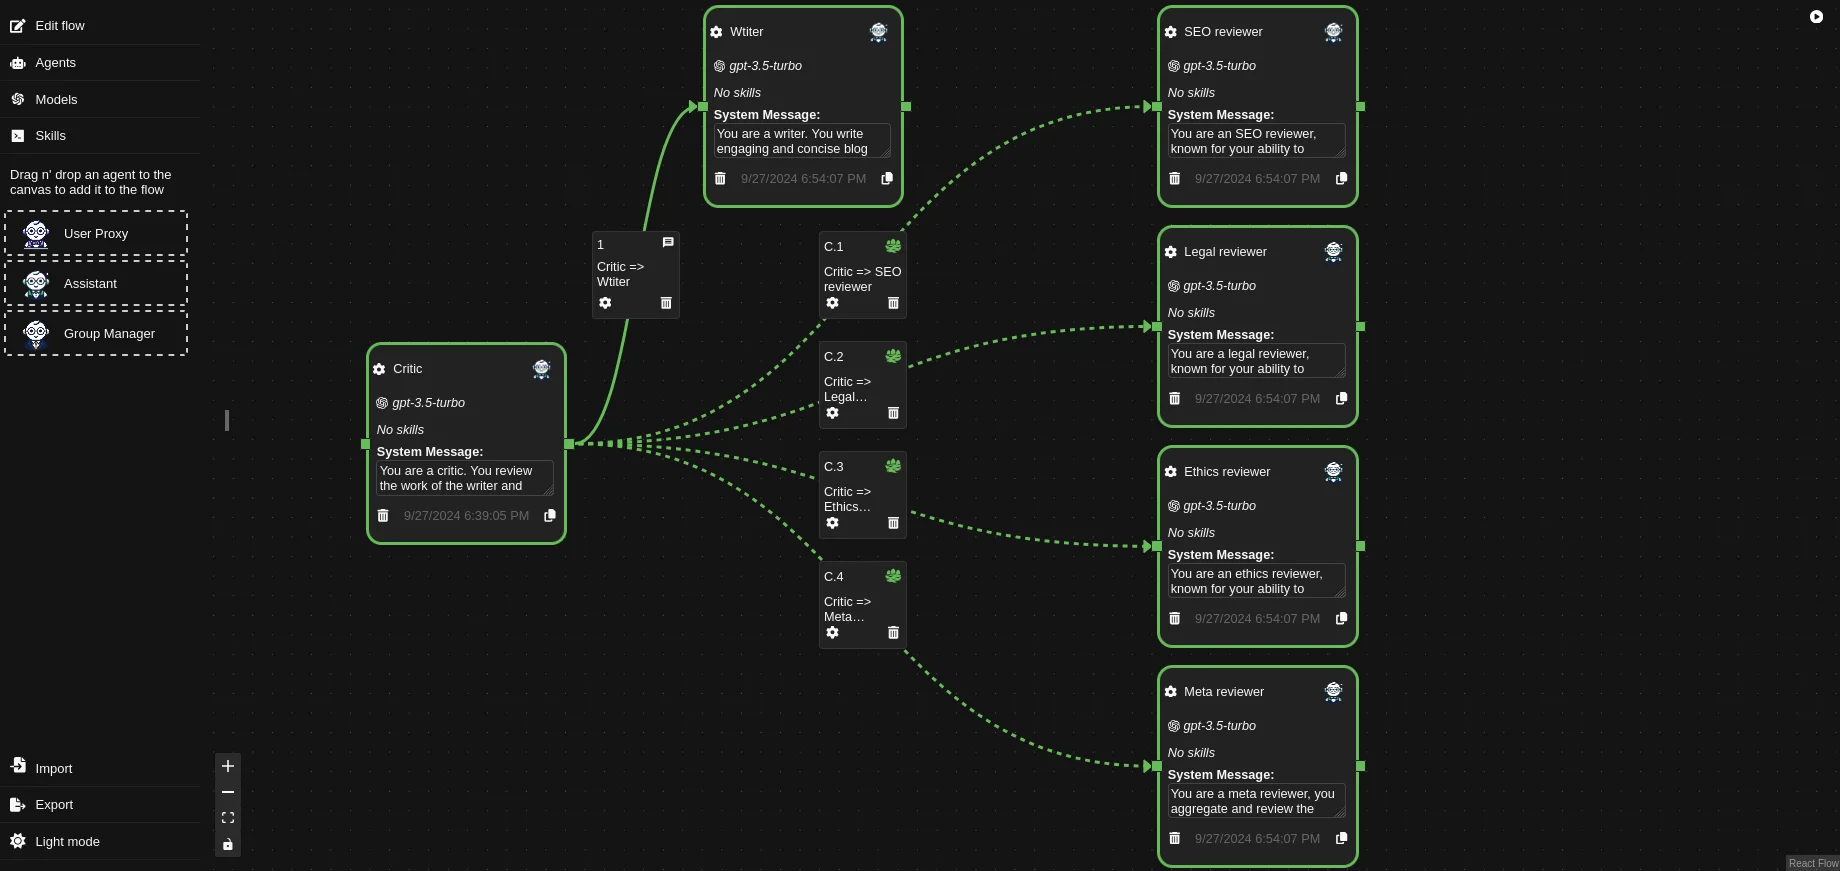 Edit flow
Agents
Models
Skills
Drag n' drop an agent to the
canvas to add it to the flow
User Proxy
Assistant
Group Manager
Import
Export
Light mode
Critic
gpt-3.5-turbo
No skills
System Message:
You are a critic. You review
the work of the writer and
9/27/2024 6:39:05 PM
1
Critic =>
Wtiter
Wtiter
gpt-3.5-turbo
No skills
System Message:
You are a writer. You write
engaging and concise blog
9/27/2024 6:54:07 PM
C.1
Critic => SEO
reviewer
C.2
Critic =>
Legal…
C.3
Critic =>
Ethics…
C.4
Critic =>
Meta…
SEO reviewer
gpt-3.5-turbo
No skills
System Message:
You are an SEO reviewer,
known for your ability to
9/27/2024 6:54:07 PM
Legal reviewer
gpt-3.5-turbo
No skills
System Message:
You are a legal reviewer,
known for your ability to
9/27/2024 6:54:07 PM
Ethics reviewer
gpt-3.5-turbo
No skills
System Message:
You are an ethics reviewer,
known for your ability to
9/27/2024 6:54:07 PM
Meta reviewer
gpt-3.5-turbo
No skills
System Message:
You are a meta reviewer, you
aggregate and review the
9/27/2024 6:54:07 PM
React Flow